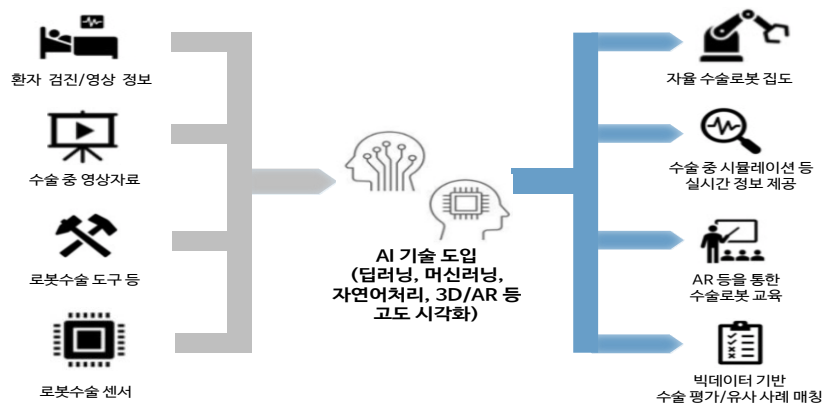 환자 검진/영상 정보
수술 중 영상자료
로봇수술 도구 등
로봇수술 센서
AI 기술 도입
(딥러닝, 머신러닝,
자연어처리, 3D/AR 등
고도 시각화)
자율 수술로봇 집도
수술 중 시뮬레이션 등
실시간 정보 제공
AR 등을 통한
수술로봇 교육
빅데이터 기반
수술 평가/유사 사례 매칭